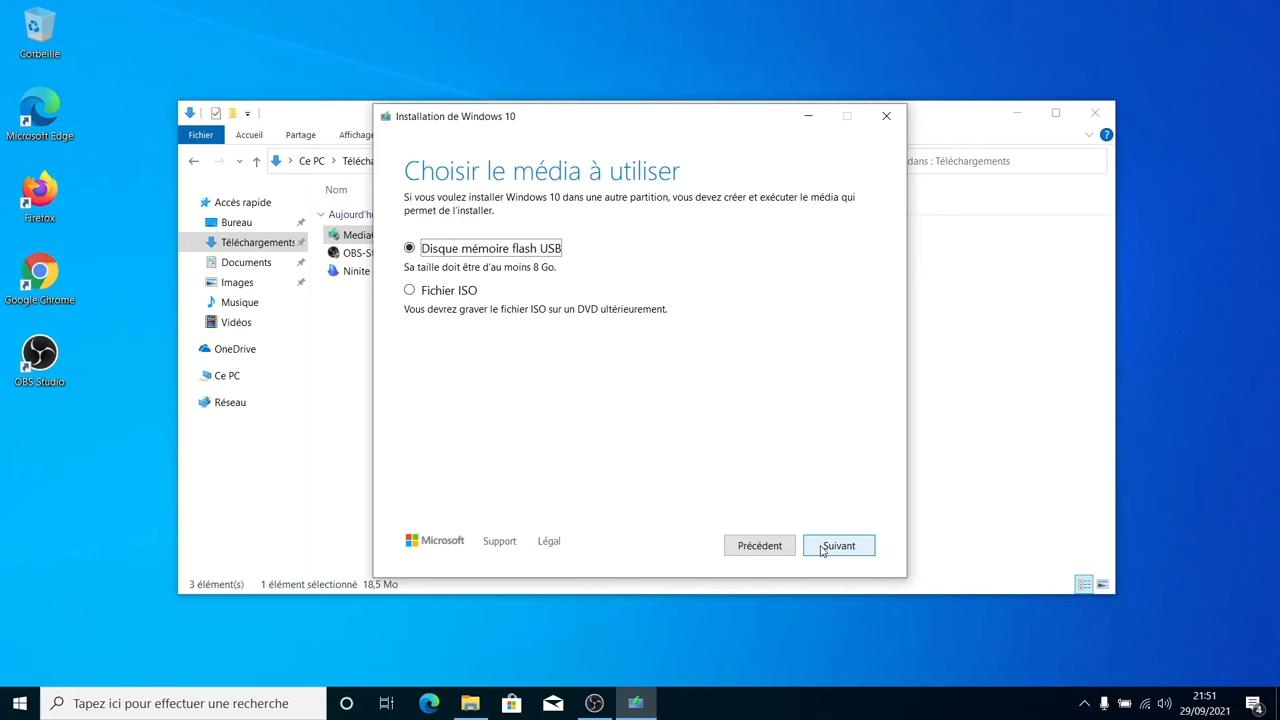 Corbeille
Microsoft Edge
Firefox
Google Chrome
OBS Studio
Fichier
Accueil
Partage
Affichage
Ce PC
Nom
Accès rapide
Bureau
Téléchargements
Documents
Images
Musique
Vidéos
OneDrive
Ce PC
Réseau
Ninite
dans : Téléchargements
3 élément(s) 1 élément sélectionné 18,5 Mo
Installation de Windows 10
Choisir le média à utiliser
Si vous voulez installer Windows 10 dans une autre partition, vous devez créer et exécuter le média qui
permet de l'installer.
Disque mémoire flash USB
Sa taille doit être d'au moins 8 Go.
Fichier ISO
Vous devrez graver le fichier ISO sur un DVD ultérieurement.
Microsoft Support Légal
Précédent Suivant
Tapez ici pour effectuer une recherche
21:51
29/09/2021
4